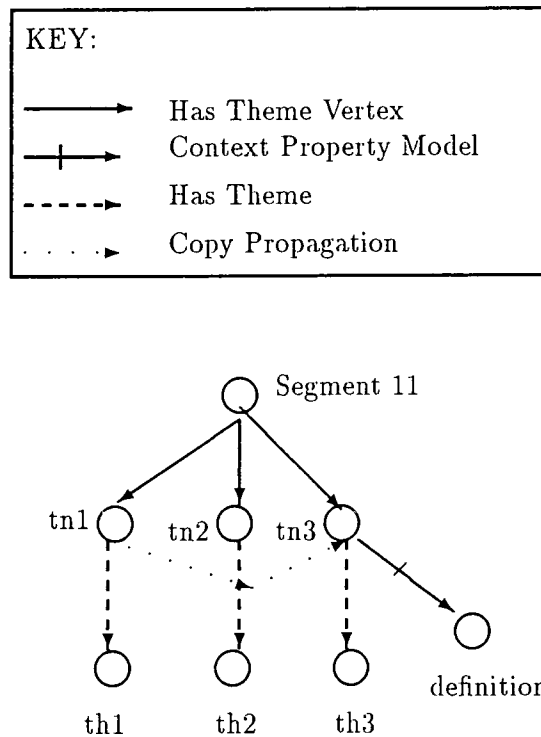 KEY:
Has Theme Vertex
Context Property Model
Has Theme
Copy Propagation
Segment 11
tn1 tn2 tn3
definition
th1 th2 th3